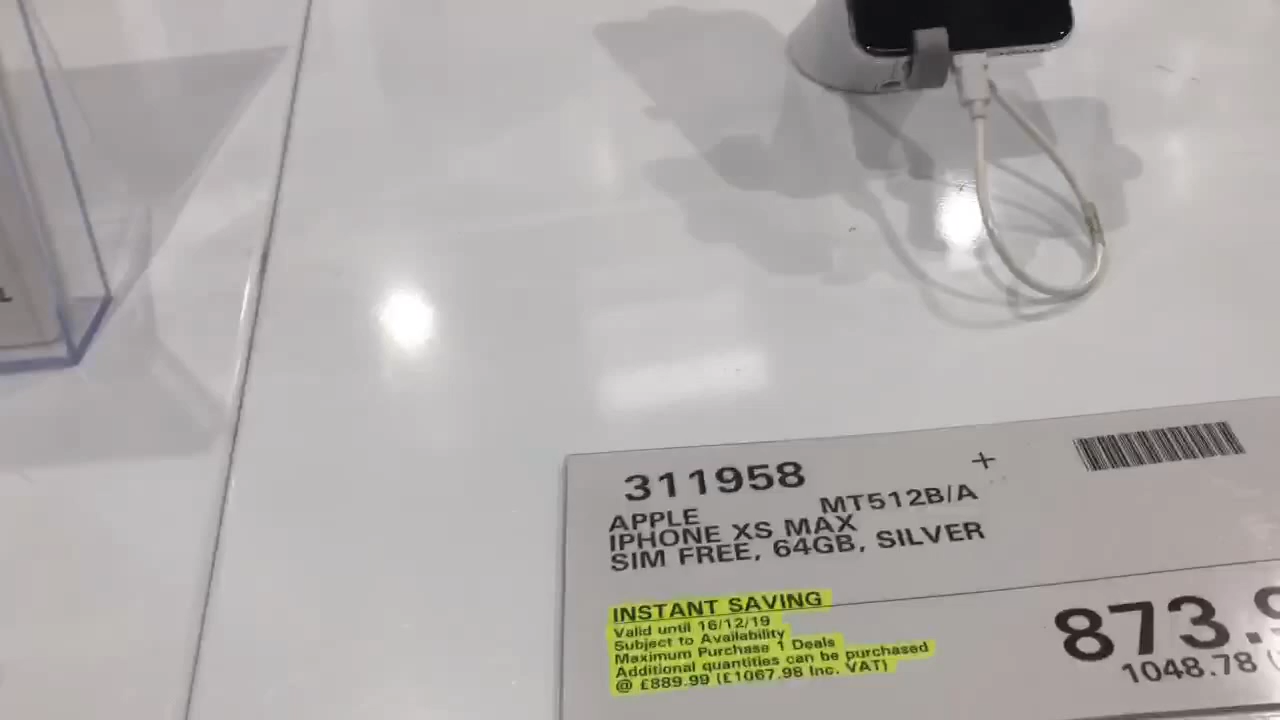 311958
+
APPLE MT512B/A
IPHONE XS MAX
SIM FREE, 64GB, SILVER
INSTANT SAVING
Valid until 16/12/19
Subject to Availability
Maximum Purchase 1 Deals
Additional quantities can be purchased
@ £889.99 (£1067.98 Inc. VAT)
873.9
1048.78 (